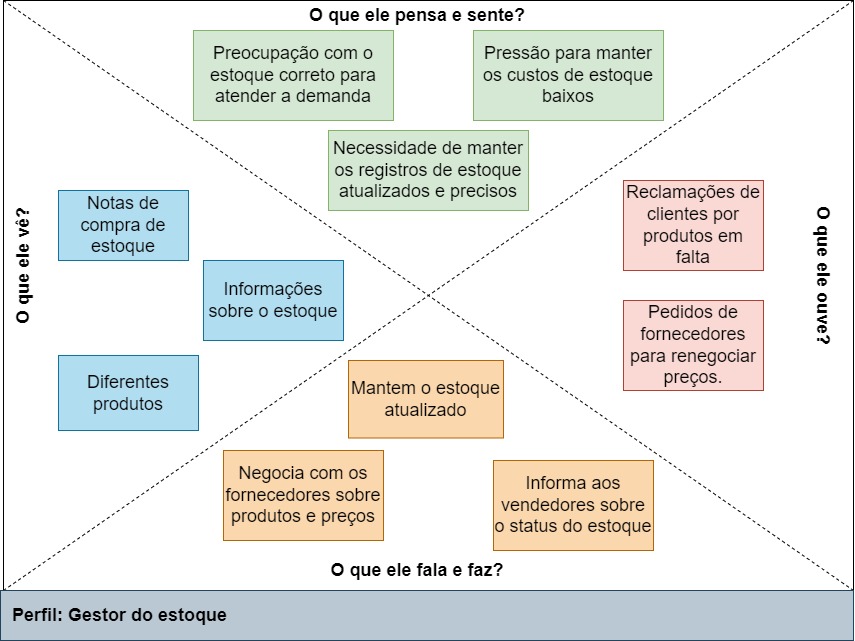 O que ele pensa e sente?
Preocupação com o
estoque correto para
atender a demanda
Pressão para manter
os custos de estoque
baixos
Necessidade de manter
os registros de estoque
atualizados e precisos
O que ele vê?
Notas de
compra de
estoque
Informações
sobre o estoque
Diferentes
produtos
Reclamações de
clientes por
produtos em
falta
Pedidos de
fornecedores
para renegociar
preços.
O que ele ouve?
Mantem o estoque
atualizado
Negocia com os
fornecedores sobre
produtos e preços
Informa aos
vendedores sobre
o status do estoque
O que ele fala e faz?
Perfil: Gestor do estoque